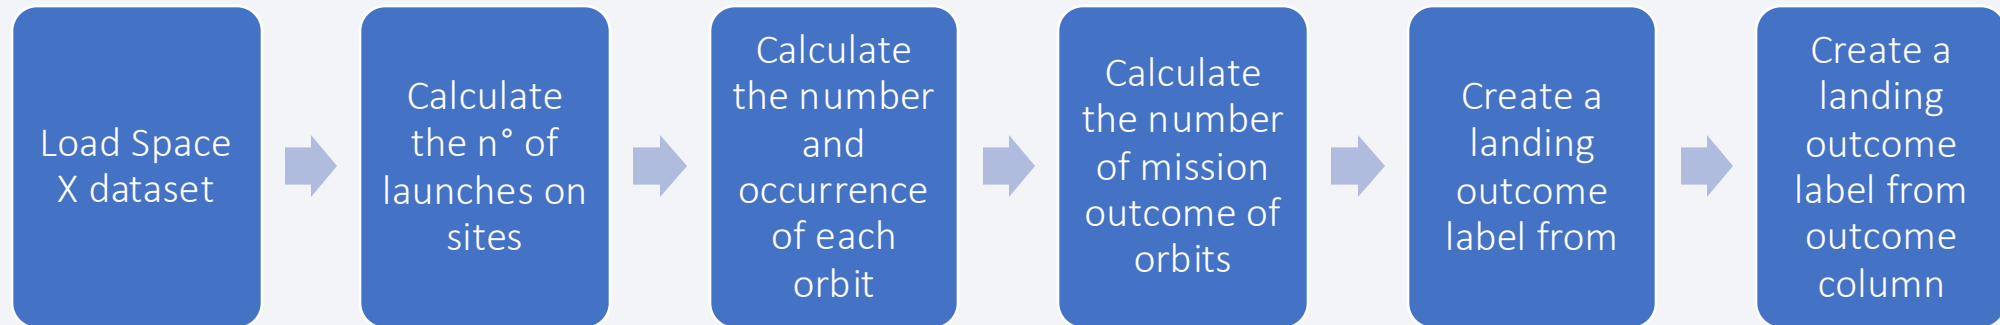 Load Space
X dataset
Calculate
the n° of
launches on
sites
Calculate
the number
and
occurrence
of each
orbit
Calculate
the number
of mission
outcome of
orbits
Create a
landing
outcome
label from
Create a
landing
outcome
label from
outcome
column